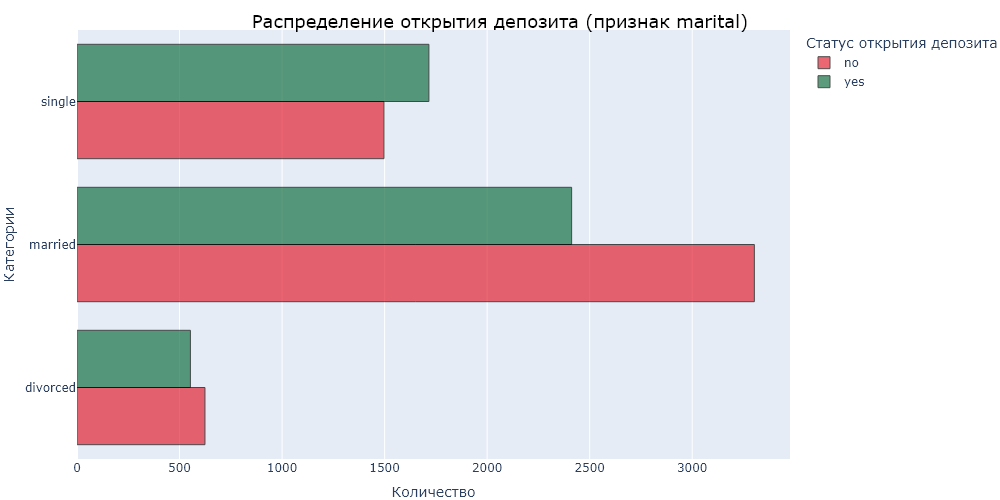 Распределение открытия депозита (признак marital)
Статус открытия депозита
no
yes
Категории
single
married
divorced
0 500 1000 1500 2000 2500 3000
Количество